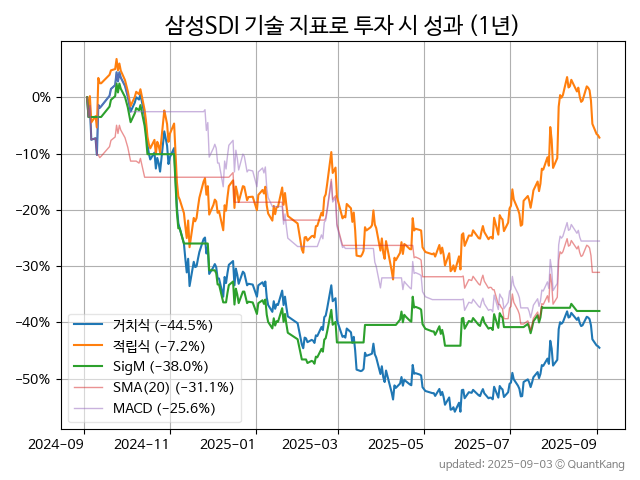 삼성SDI 기술 지표로 투자 시 성과 (1년)
0%
−10%
−20%
−30%
−40%
−50%
거치식 (−44.5%)
적립식 (−7.2%)
SigM (−38.0%)
SMA(20) (−31.1%)
MACD (−25.6%)
2024-09 2024-11 2025-01 2025-03 2025-05 2025-07 2025-09
updated: 2025-09-03 © QuantKang